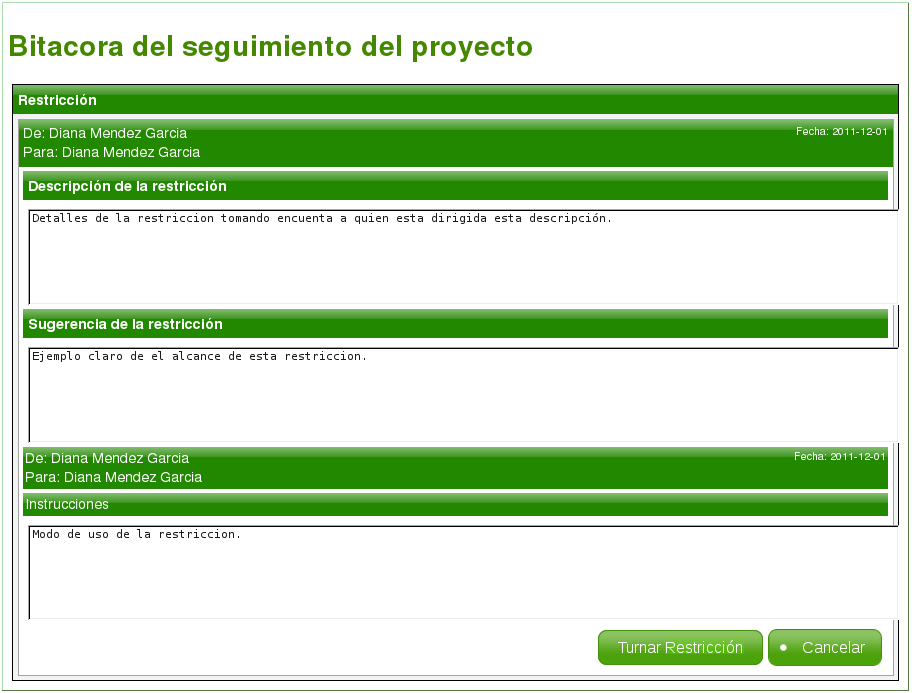 Bitacora del seguimiento del proyecto
Restricción
De: Diana Mendez Garcia
Fecha: 2011-12-01
Para: Diana Mendez Garcia
Descripción de la restricción
Detalles de la restriccion tomando encuenta a quien esta dirigida esta descripción.
Sugerencia de la restricción
Ejemplo claro de el alcance de esta restriccion.
De: Diana Mendez Garcia
Fecha: 2011-12-01
Para: Diana Mendez Garcia
Instrucciones
Modo de uso de la restriccion.
Turnar Restricción
Cancelar